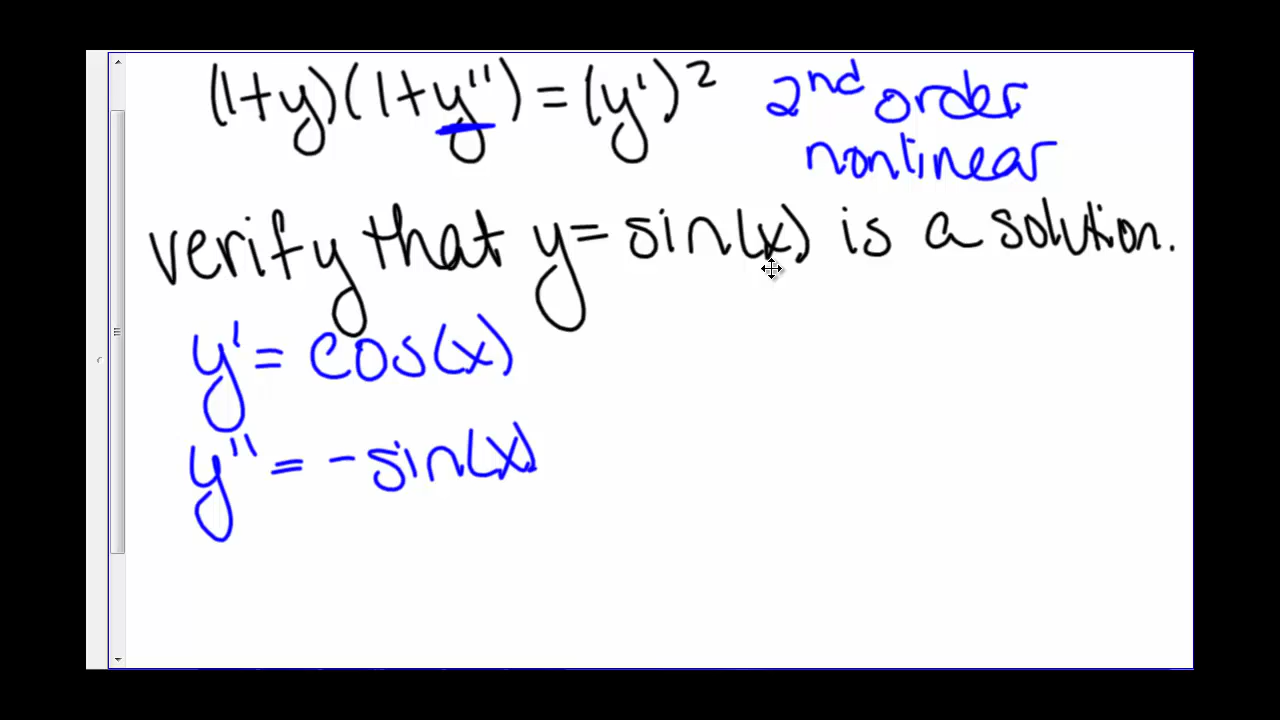 (1+y)(1+y'')=(y')² 2nd order
nonlinear
verify that y=sin(x) is a solution.
y'= cos(x)
y''= -sin(x)